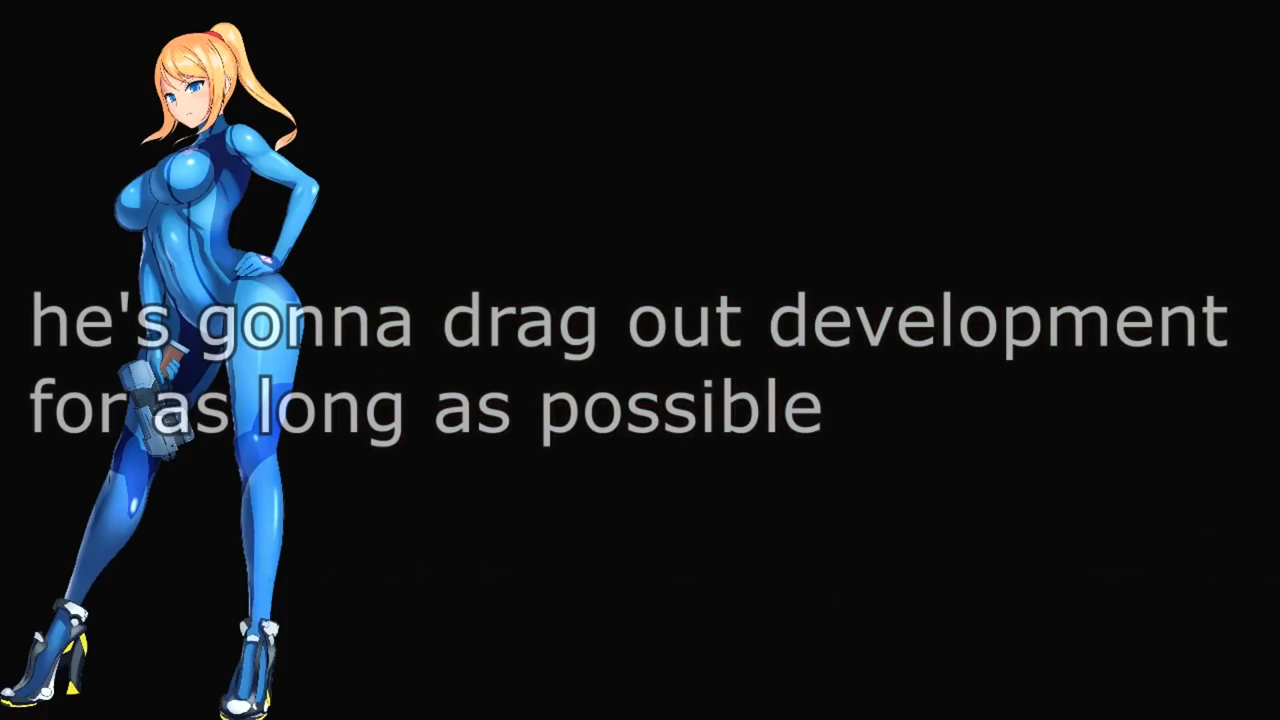 he's gonna drag out development
for as long as possible